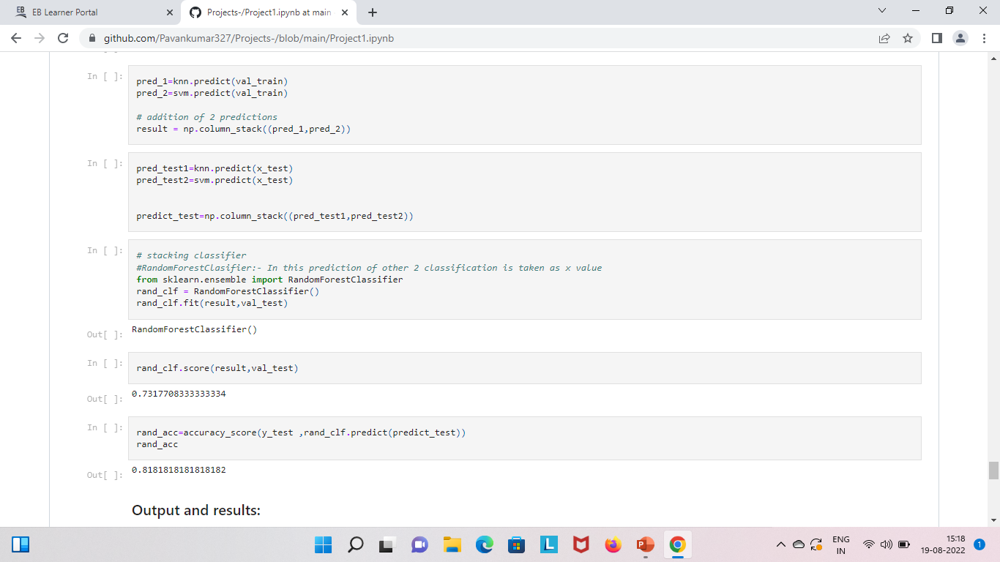 EB Learner Portal
Projects-/Project1.ipynb at main
github.com/Pavankumar327/Projects-/blob/main/Project1.ipynb
In [ ]:
pred_1=knn.predict(val_train)
pred_2=svm.predict(val_train)
# addition of 2 predictions
result = np.column_stack((pred_1,pred_2))
In [ ]:
pred_test1=knn.predict(x_test)
pred_test2=svm.predict(x_test)
predict_test=np.column_stack((pred_test1,pred_test2))
In [ ]:
# stacking classifier
#RandomForestClasifier:- In this prediction of other 2 classification is taken as x value
from sklearn.ensemble import RandomForestClassifier
rand_clf = RandomForestClassifier()
rand_clf.fit(result,val_test)
Out[ ]:
RandomForestClassifier()
In [ ]:
rand_clf.score(result,val_test)
Out[ ]:
0.7317708333333334
In [ ]:
rand_acc=accuracy_score(y_test ,rand_clf.predict(predict_test))
rand_acc
Out[ ]:
0.8181818181818182
Output and results:
ENG
IN
15:18
19-08-2022
1